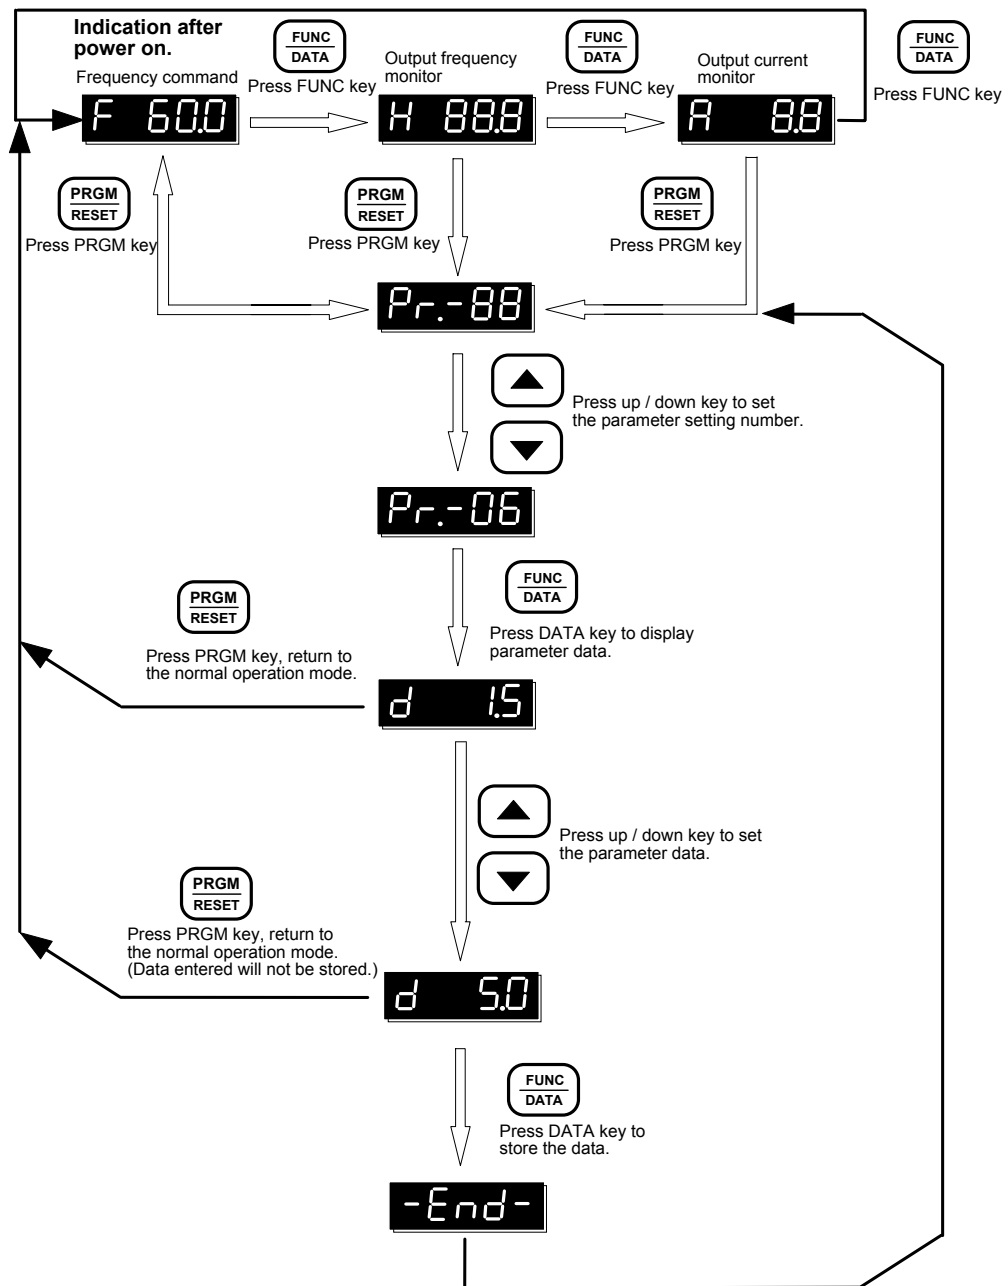 Indication after
power on.
Frequency command
FUNC
DATA
Press FUNC key
Output frequency
monitor
FUNC
DATA
Press FUNC key
Output current
monitor
FUNC
DATA
Press FUNC key
F 60.0
H 88.8
A 8.8
PRGM
RESET
Press PRGM key
PRGM
RESET
Press PRGM key
PRGM
RESET
Press PRGM key
Pr.-88
Press up / down key to set
the parameter setting number.
Pr.-06
FUNC
DATA
Press DATA key to display
parameter data.
PRGM
RESET
Press PRGM key, return to
the normal operation mode.
d 1.5
Press up / down key to set
the parameter data.
PRGM
RESET
Press PRGM key, return to
the normal operation mode.
(Data entered will not be stored.)
d 5.0
FUNC
DATA
Press DATA key to
store the data.
-End-